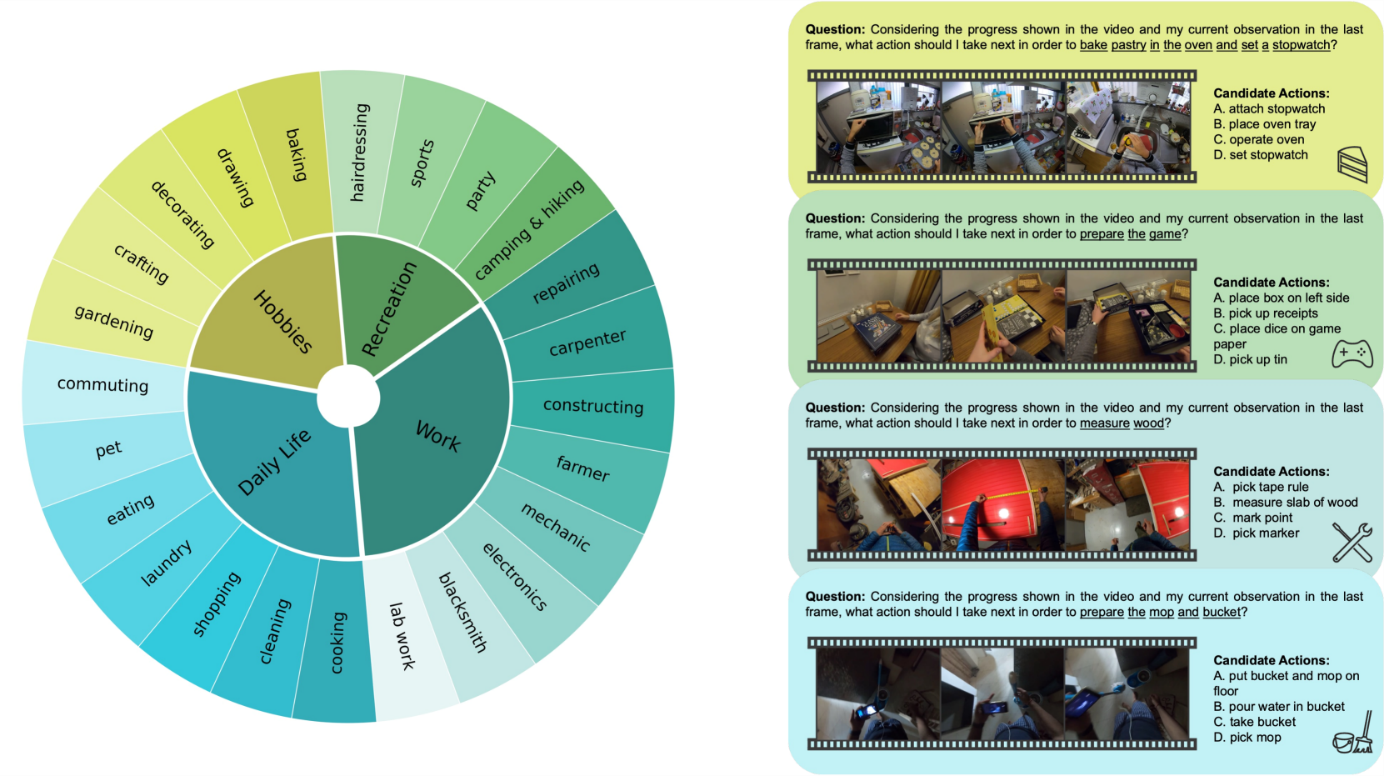 Hobbies
Recreation
Work
Daily Life
hairdressing
sports
party
camping & hiking
repairing
carpenter
constructing
farmer
mechanic
electronics
blacksmith
lab work
cooking
cleaning
shopping
laundry
eating
pet
commuting
gardening
crafting
decorating
drawing
baking
Question: Considering the progress shown in the video and my current observation in the last
frame, what action should I take next in order to bake pastry in the oven and set a stopwatch?
Candidate Actions:
A. attach stopwatch
B. place oven tray
C. operate oven
D. set stopwatch
Question: Considering the progress shown in the video and my current observation in the last
frame, what action should I take next in order to prepare the game?
Candidate Actions:
A. place box on left side
B. pick up receipts
C. place dice on game
paper
D. pick up tin
Question: Considering the progress shown in the video and my current observation in the last
frame, what action should I take next in order to measure wood?
Candidate Actions:
A. pick tape rule
B. measure slab of wood
C. mark point
D. pick marker
Question: Considering the progress shown in the video and my current observation in the last
frame, what action should I take next in order to prepare the mop and bucket?
Candidate Actions:
A. put bucket and mop on
floor
B. pour water in bucket
C. take bucket
D. pick mop